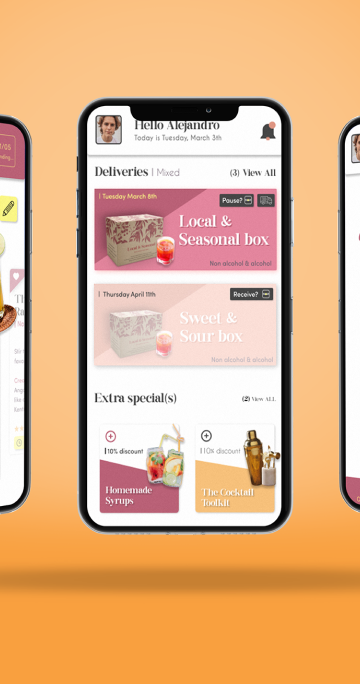 Hello Alejandro
Today is Tuesday, March 3th
Deliveries | Mixed
(3) View All
| Tuesday March 8th
Pause?
Local &
Seasonal box
Non alcohol & alcohol
| Thursday April 11th
Receive?
Sweet &
Sour box
Non alcohol & alcohol
Extra special(s)
(2) View ALL
|10% discount
Homemade
Syrups
|10% discount
The Cocktail
Toolkit